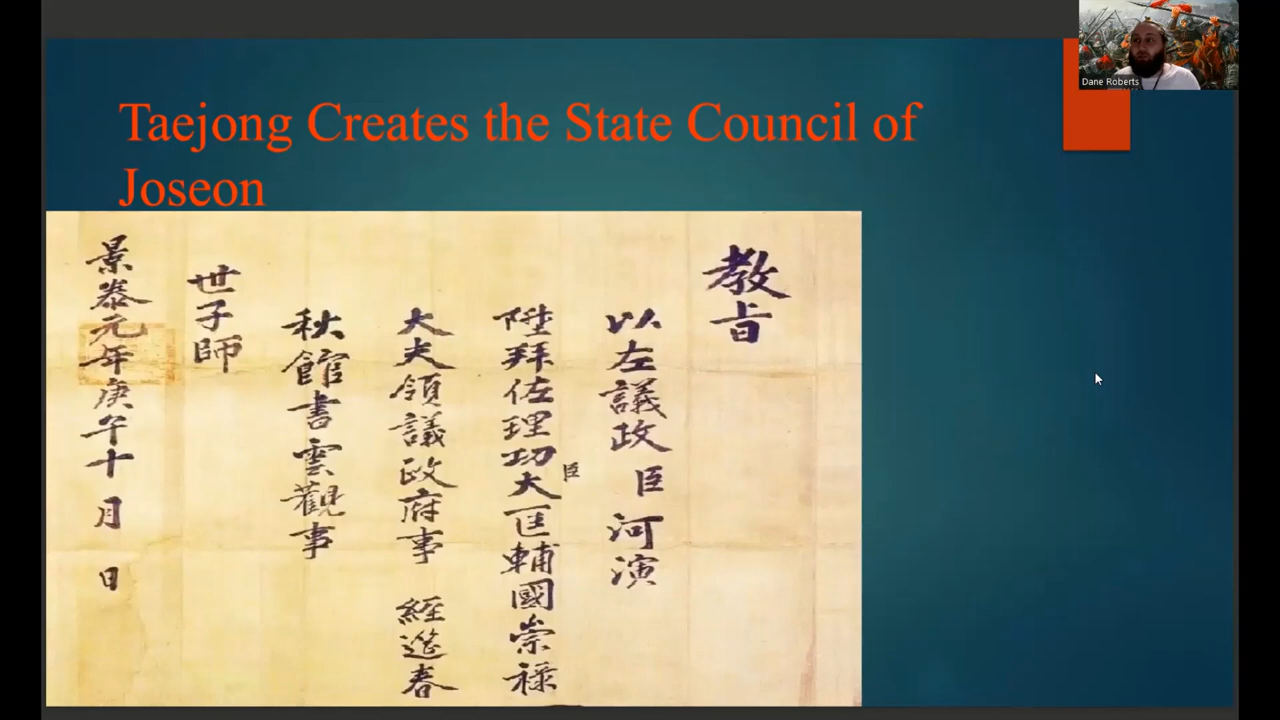 Taejong Creates the State Council of
Joseon
Dane Roberts
教旨
以左議政臣河演
陞拜佐理功臣大匡輔國崇祿
大夫領議政府事 經筵春
秋館書雲觀事
世子師
景泰元年庚午十月 日